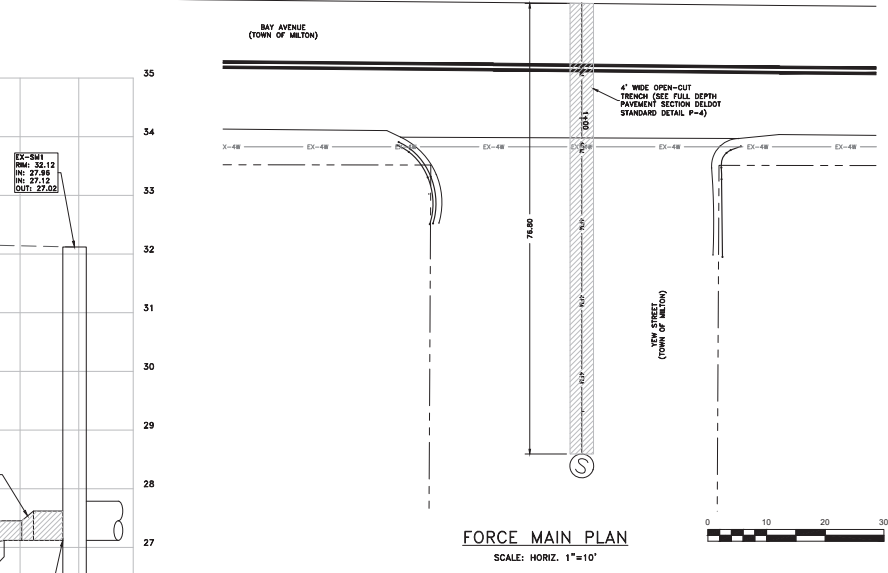 BAY AVENUE
(TOWN OF MILTON)
35
4' WIDE OPEN-CUT
TRENCH (SEE FULL DEPTH
PAVEMENT SECTION DELDOT
STANDARD DETAIL P-4)
1+00
34
X-4W
EX-4W
EX-4W
EX-4W
EX-4W
EX-4W
EX-4W
EX-4W
EX-SM1
RIM: 32.12
IN: 27.96
IN: 27.12
OUT: 27.02
33
32
76.80
31
YEW STREET
(TOWN OF MILTON)
30
29
28
S
27
FORCE MAIN PLAN
SCALE: HORIZ. 1"=10'
0 10 20 30